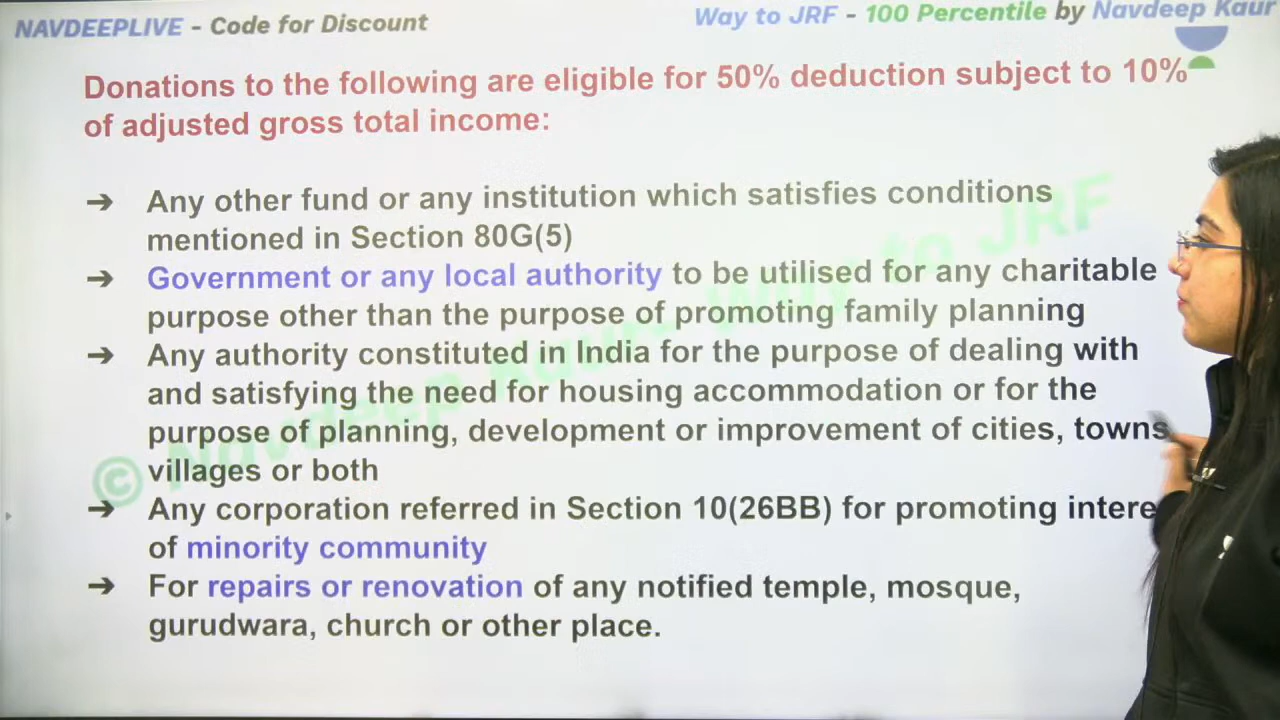 NAVDEEPLIVE - Code for Discount
Way to JRF - 100 Percentile by Navdeep Kaur
Donations to the following are eligible for 50% deduction subject to 10%
of adjusted gross total income:
➔ Any other fund or any institution which satisfies conditions
mentioned in Section 80G(5)
➔ Government or any local authority to be utilised for any charitable
purpose other than the purpose of promoting family planning
➔ Any authority constituted in India for the purpose of dealing with
and satisfying the need for housing accommodation or for the
purpose of planning, development or improvement of cities, towns
villages or both
➔ Any corporation referred in Section 10(26BB) for promoting intere
of minority community
➔ For repairs or renovation of any notified temple, mosque,
gurudwara, church or other place.
© Navdeep Kaur- Way to JRF